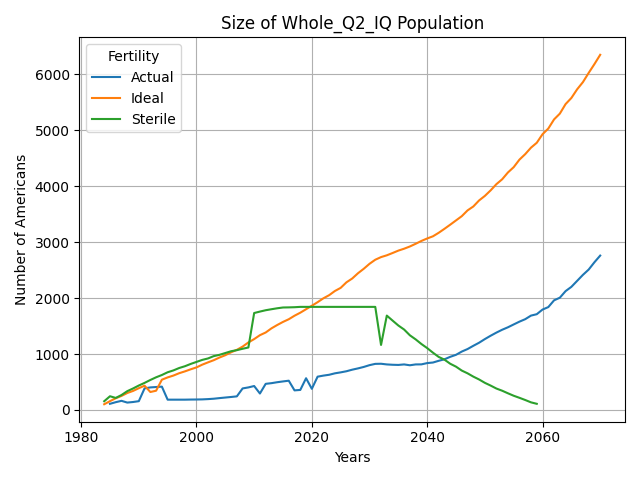 Size of Whole_Q2_IQ Population
Fertility
Actual
Ideal
Sterile
Number of Americans
6000
5000
4000
3000
2000
1000
0
1980
2000
2020
2040
2060
Years